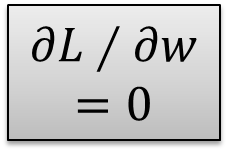 ∂L / ∂w
= 0